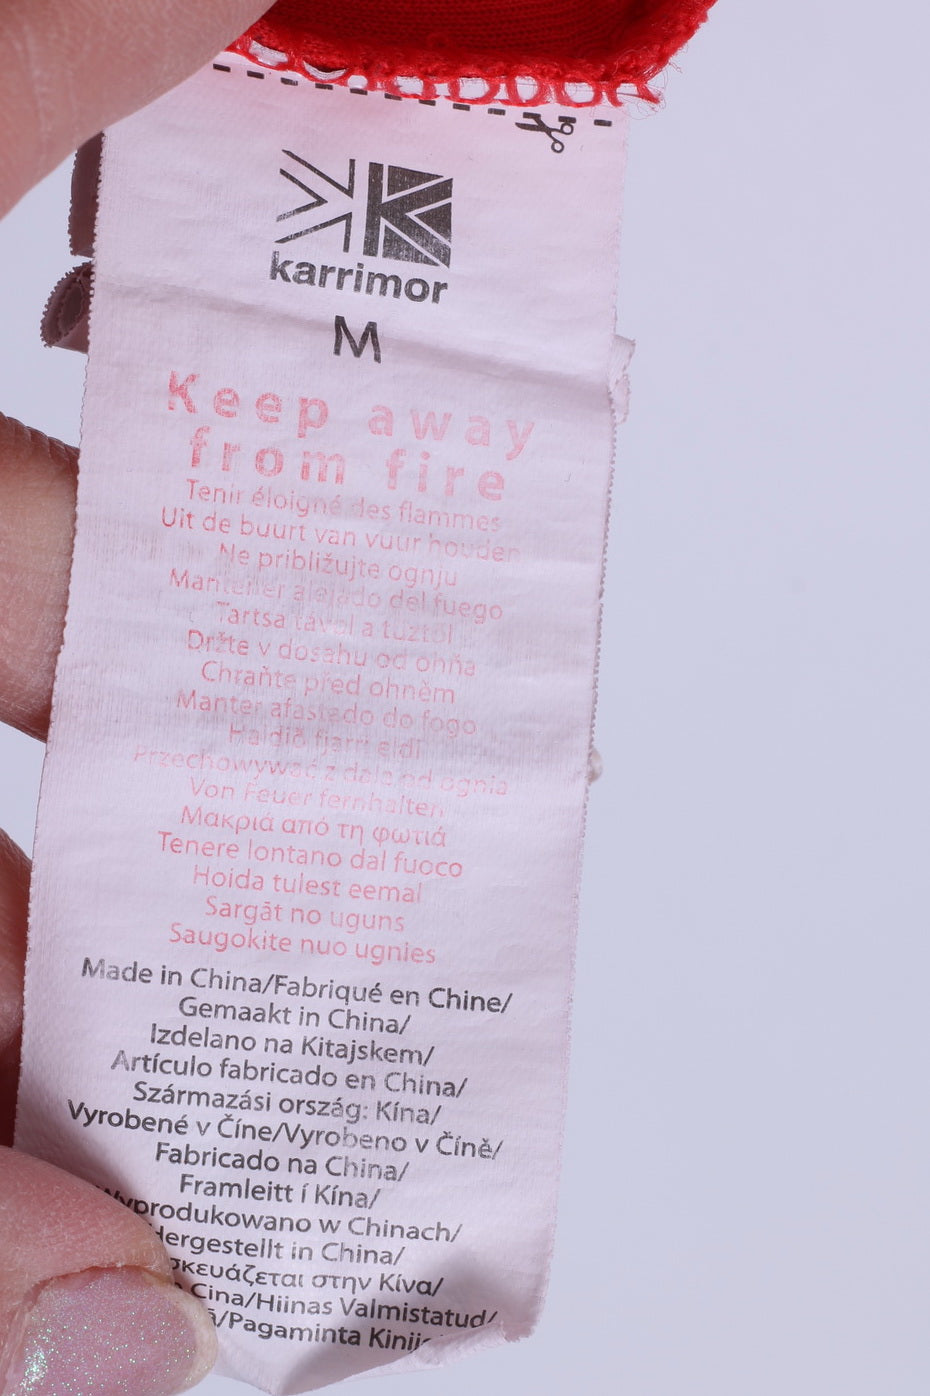 karrimor
M
Keep away
from fire
Tenir éloigné des flammes
Uit de buurt van vuur houden
Ne približujte ognju
Mantener alejado del fuego
Tartsa távol a tűztől
Držte v dosahu od ohňa
Chraňte před ohněm
Manter afastado do fogo
Haldið fjarri eldi
Przechowywać z dala od ognia
Von Feuer fernhalten
Μακριά από τη φωτιά
Tenere lontano dal fuoco
Hoida tulest eemal
Sargāt no uguns
Saugokite nuo ugnies
Made in China/Fabriqué en Chine/
Gemaakt in China/
Izdelano na Kitajskem/
Artículo fabricado en China/
Származási ország: Kína/
Vyrobené v Číne/Vyrobeno v Číně/
Fabricado na China/
Framleitt í Kína/
Wyprodukowano w Chinach/
Hergestellt in China/
σκευάζεται στην Κίνα/
Cina/Hiinas Valmistatud/
/Pagaminta